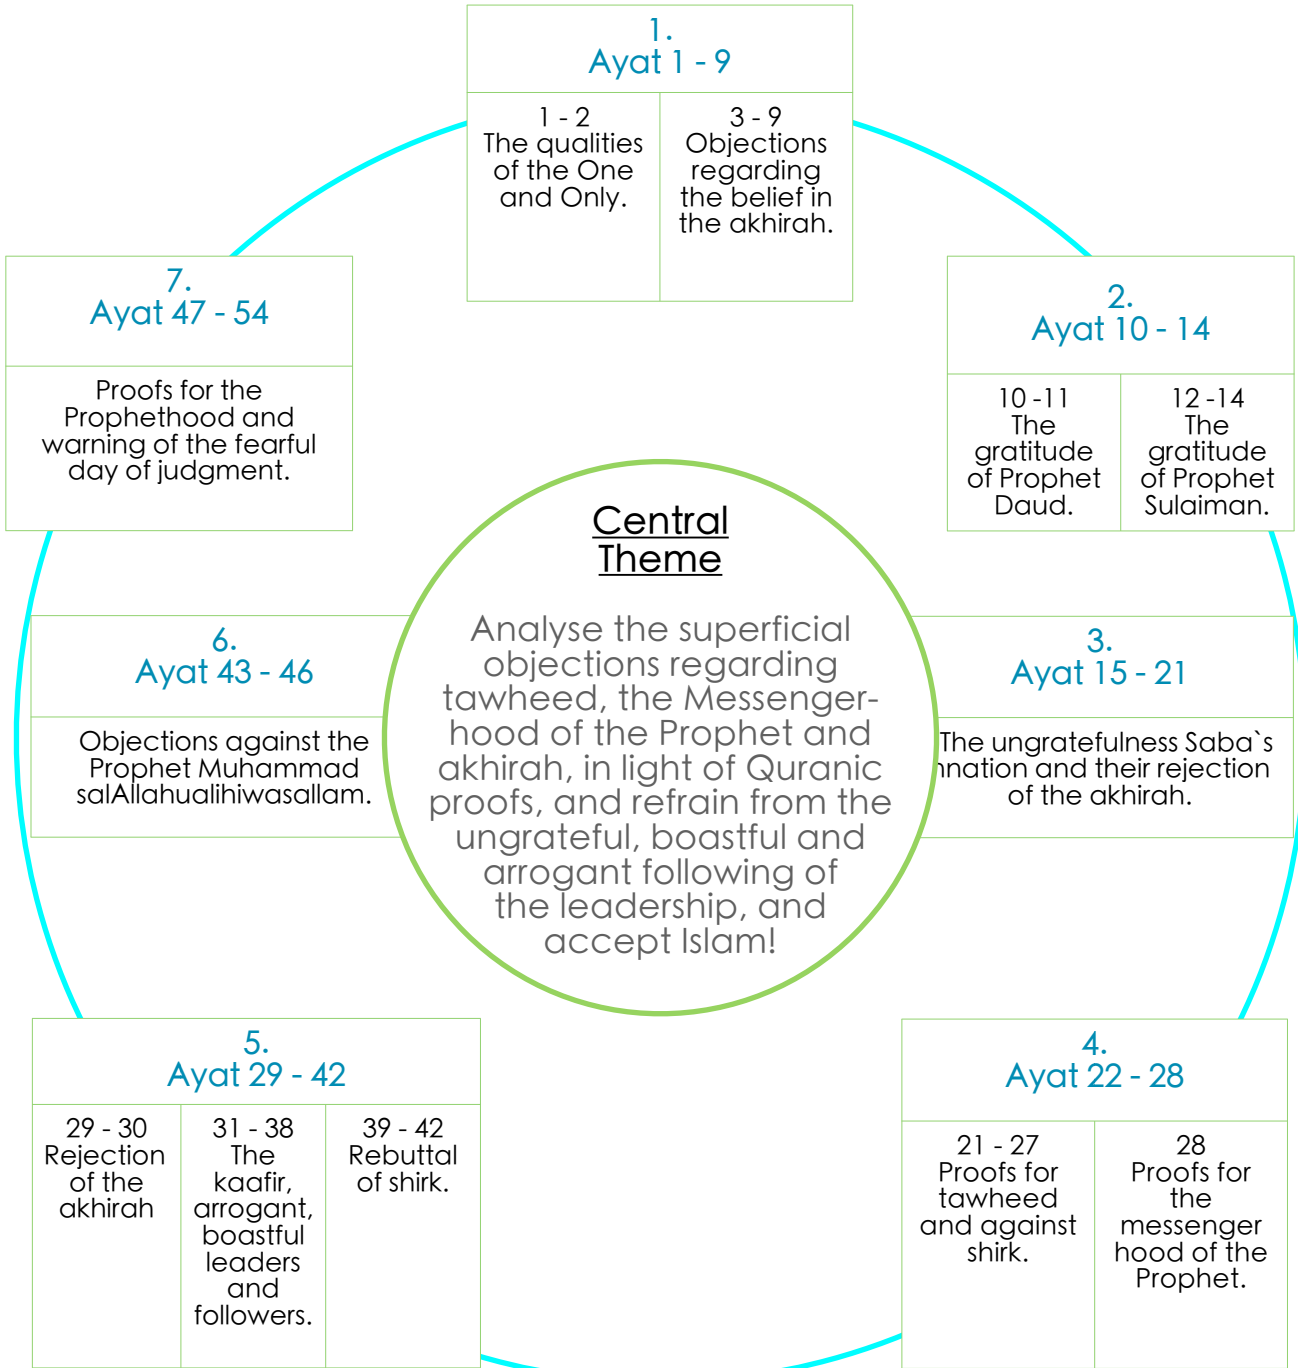 1.
Ayat 1 - 9
1 - 2
The qualities
of the One
and Only.
3 - 9
Objections
regarding
the belief in
the akhirah.
2.
Ayat 10 - 14
10 -11
The
gratitude
of Prophet
Daud.
12 -14
The
gratitude
of Prophet
Sulaiman.
3.
Ayat 15 - 21
The ungratefulness Saba`s
nnation and their rejection
of the akhirah.
4.
Ayat 22 - 28
21 - 27
Proofs for
tawheed
and against
shirk.
28
Proofs for
the
messenger
hood of the
Prophet.
5.
Ayat 29 - 42
29 - 30
Rejection
of the
akhirah
31 - 38
The
kaafir,
arrogant,
boastful
leaders
and
followers.
39 - 42
Rebuttal
of shirk.
6.
Ayat 43 - 46
Objections against the
Prophet Muhammad
salAllahualihiwasallam.
7.
Ayat 47 - 54
Proofs for the
Prophethood and
warning of the fearful
day of judgment.
Central
Theme
Analyse the superficial
objections regarding
tawheed, the Messenger-
hood of the Prophet and
akhirah, in light of Quranic
proofs, and refrain from the
ungrateful, boastful and
arrogant following of
the leadership, and
accept Islam!